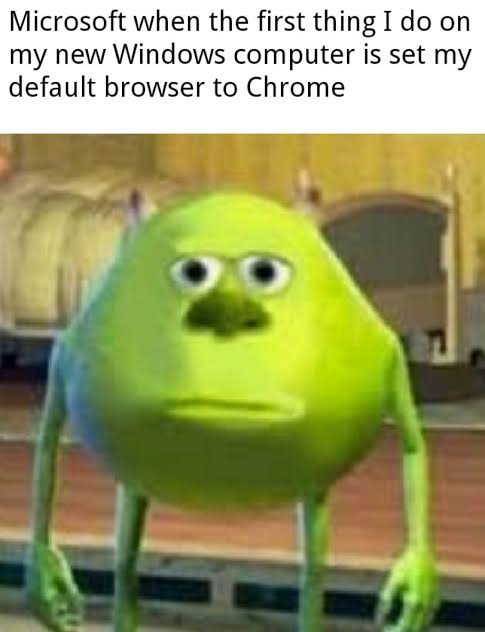 Microsoft when the first thing I do on
my new Windows computer is set my
default browser to Chrome